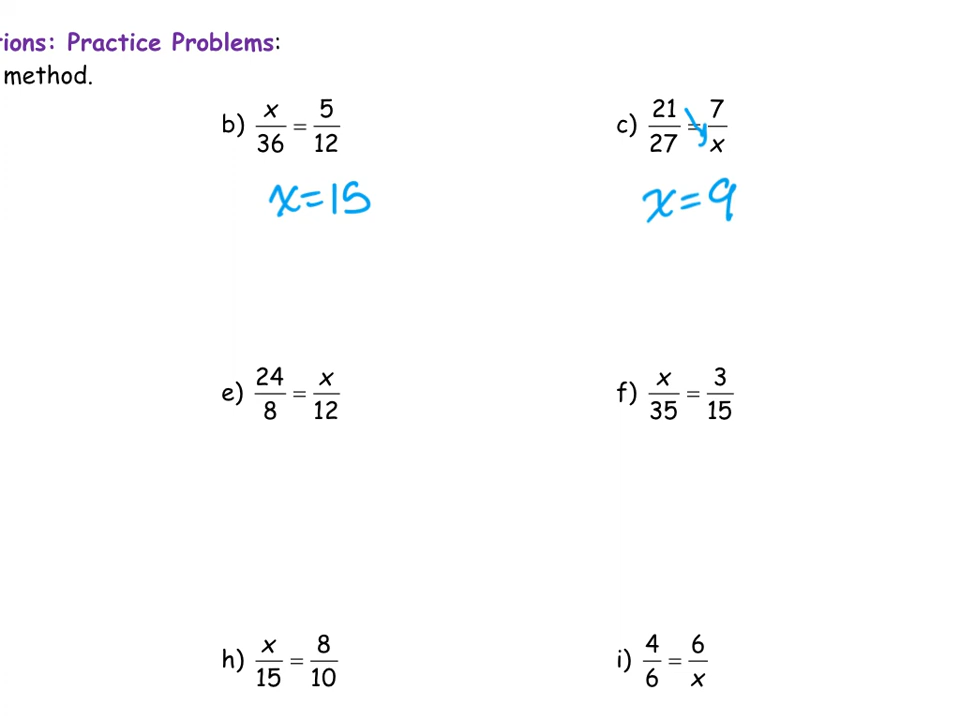 tions: Practice Problems:
method.
b) x/36 = 5/12
c) 21/27 = 7/x
x=15
x=9
e) 24/8 = x/12
f) x/35 = 3/15
h) x/15 = 8/10
i) 4/6 = 6/x